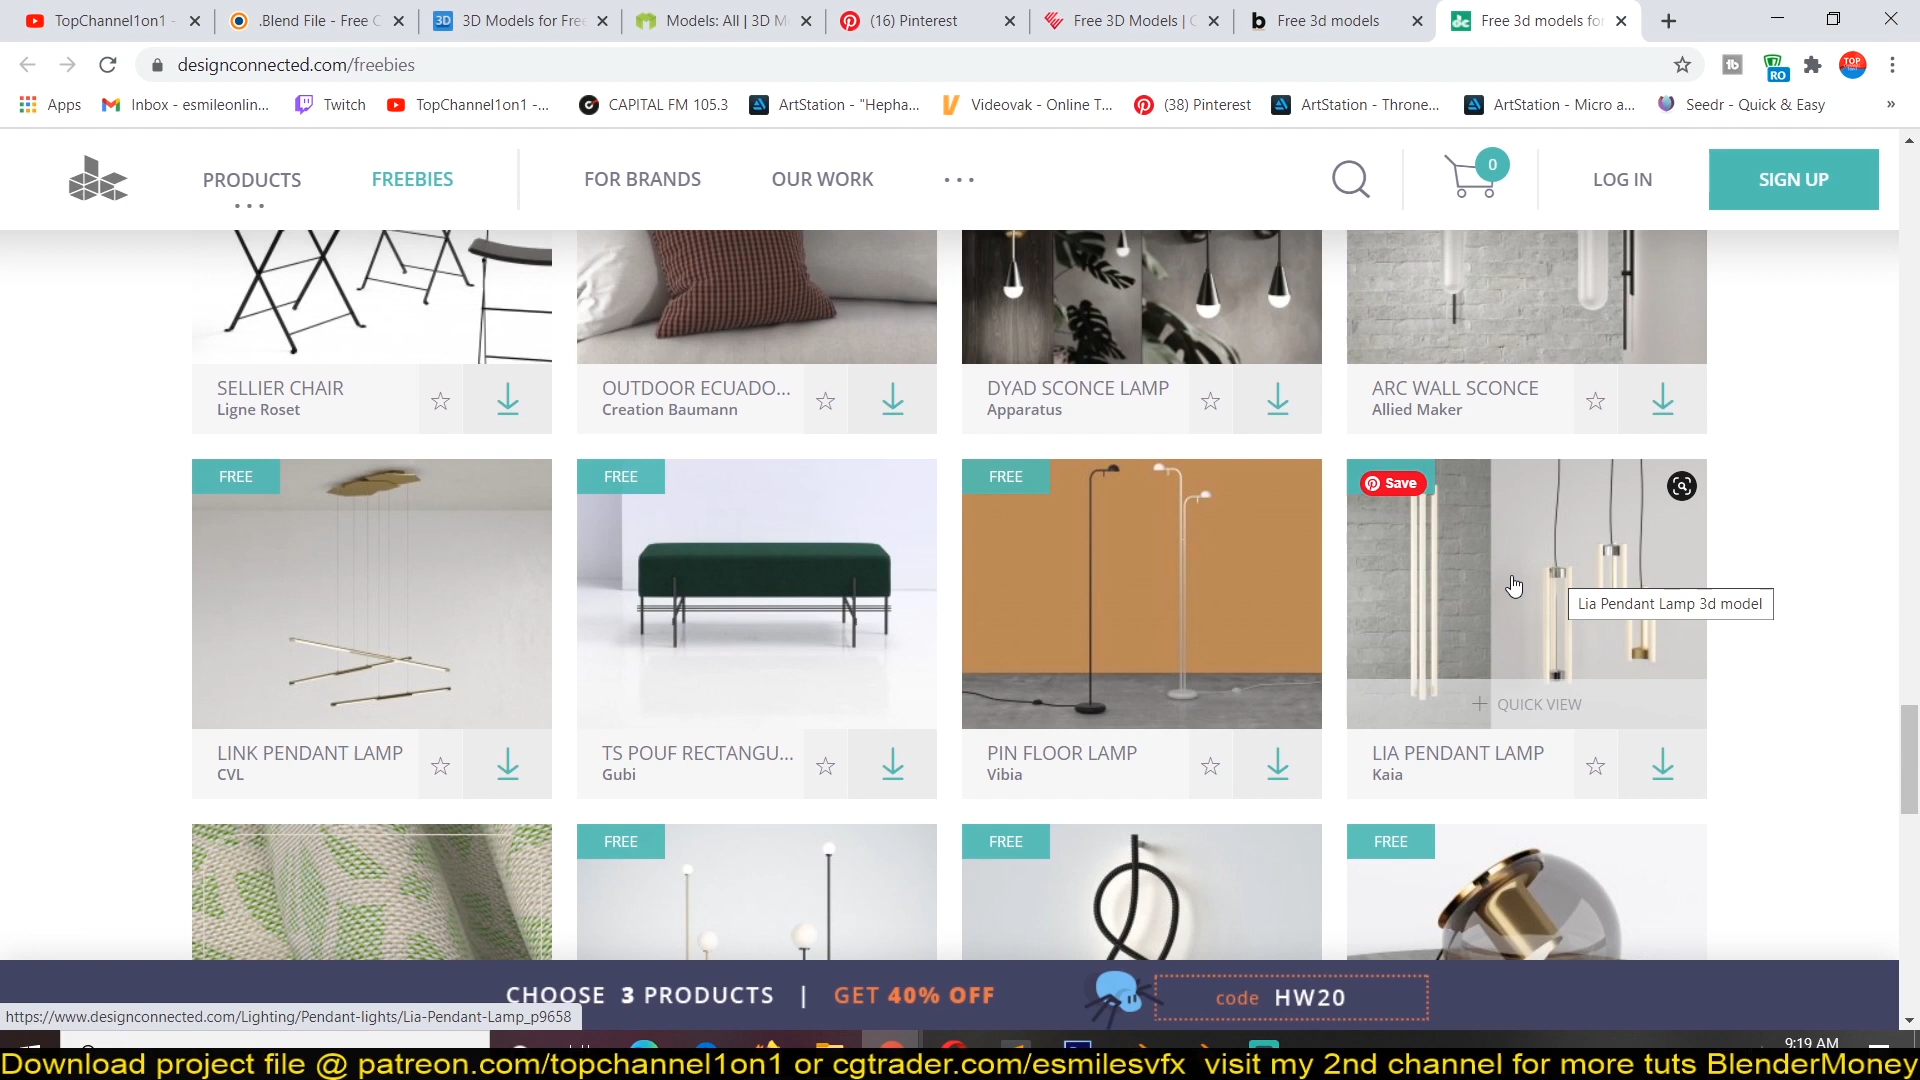 TopChannel1on1 -
.Blend File - Free C
3D Models for Free
Models: All | 3D M
(16) Pinterest
Free 3D Models | C
Free 3d models
Free 3d models for
designconnected.com/freebies
RO
TOP
Apps
Inbox - esmileonlin...
Twitch
TopChannel1on1 -...
CAPITAL FM 105.3
ArtStation - "Hepha...
Videovak - Online T...
(38) Pinterest
ArtStation - Throne...
ArtStation - Micro a...
Seedr - Quick & Easy
»
PRODUCTS
FREEBIES
FOR BRANDS
OUR WORK
0
LOG IN
SIGN UP
SELLIER CHAIR
Ligne Roset
OUTDOOR ECUADO...
Creation Baumann
DYAD SCONCE LAMP
Apparatus
ARC WALL SCONCE
Allied Maker
FREE
FREE
FREE
Save
Lia Pendant Lamp 3d model
+ QUICK VIEW
LINK PENDANT LAMP
CVL
TS POUF RECTANGU...
Gubi
PIN FLOOR LAMP
Vibia
LIA PENDANT LAMP
Kaia
FREE
FREE
FREE
CHOOSE 3 PRODUCTS | GET 40% OFF
code HW20
https://www.designconnected.com/Lighting/Pendant-lights/Lia-Pendant-Lamp_p9658
9:19 AM
Download project file @ patreon.com/topchannel1on1 or cgtrader.com/esmilesvfx visit my 2nd channel for more tuts BlenderMoney